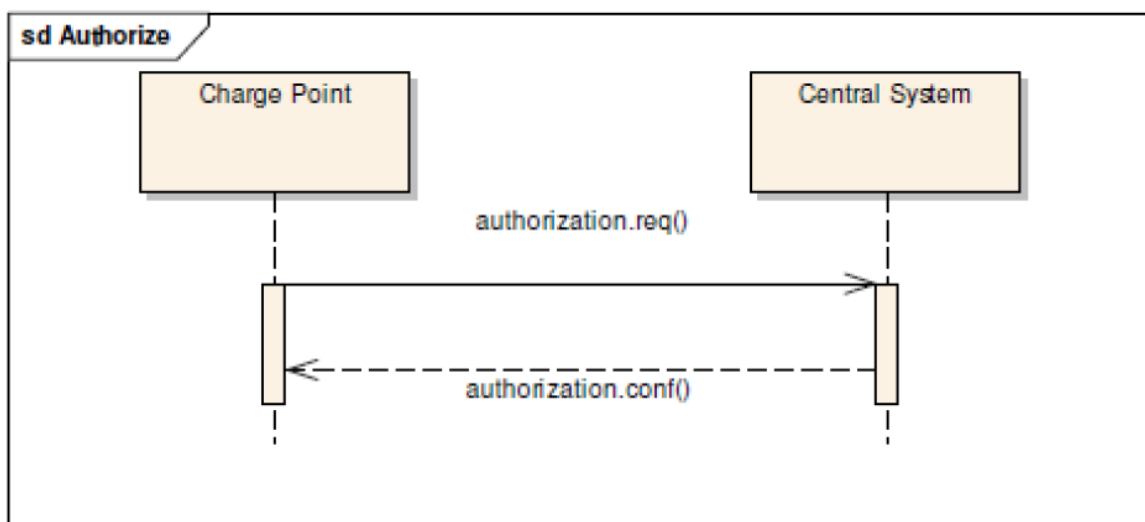 sd Authorize
Charge Point
Central System
authorization.req()
authorization.conf()